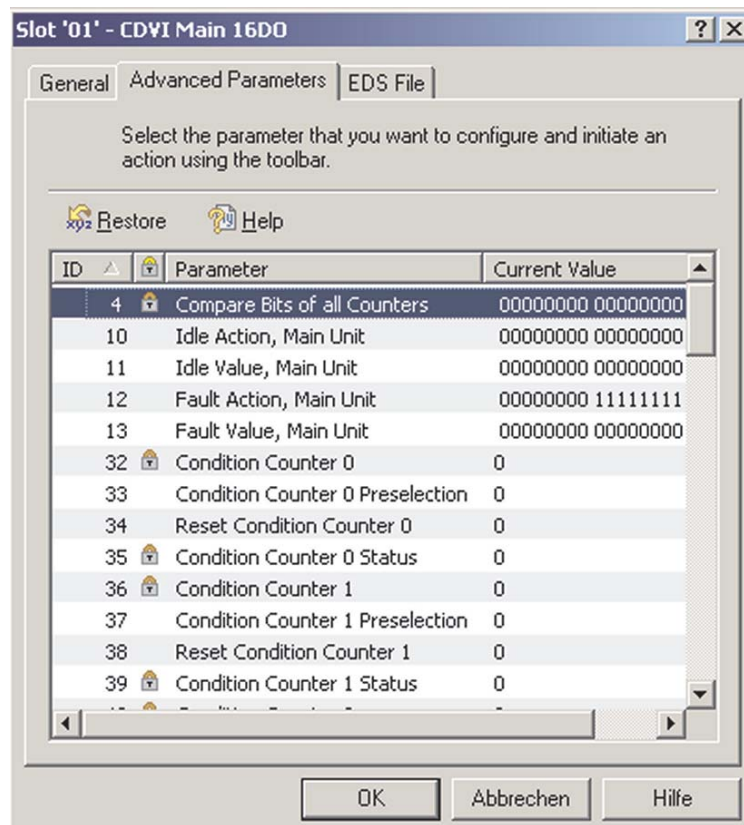 Slot '01' - CDVI Main 16DO
General Advanced Parameters EDS File
Select the parameter that you want to configure and initiate an
action using the toolbar.
Restore Help
ID Parameter Current Value
4 Compare Bits of all Counters 00000000 00000000
10 Idle Action, Main Unit 00000000 00000000
11 Idle Value, Main Unit 00000000 00000000
12 Fault Action, Main Unit 00000000 11111111
13 Fault Value, Main Unit 00000000 00000000
32 Condition Counter 0 0
33 Condition Counter 0 Preselection 0
34 Reset Condition Counter 0 0
35 Condition Counter 0 Status 0
36 Condition Counter 1 0
37 Condition Counter 1 Preselection 0
38 Reset Condition Counter 1 0
39 Condition Counter 1 Status 0
OK Abbrechen Hilfe